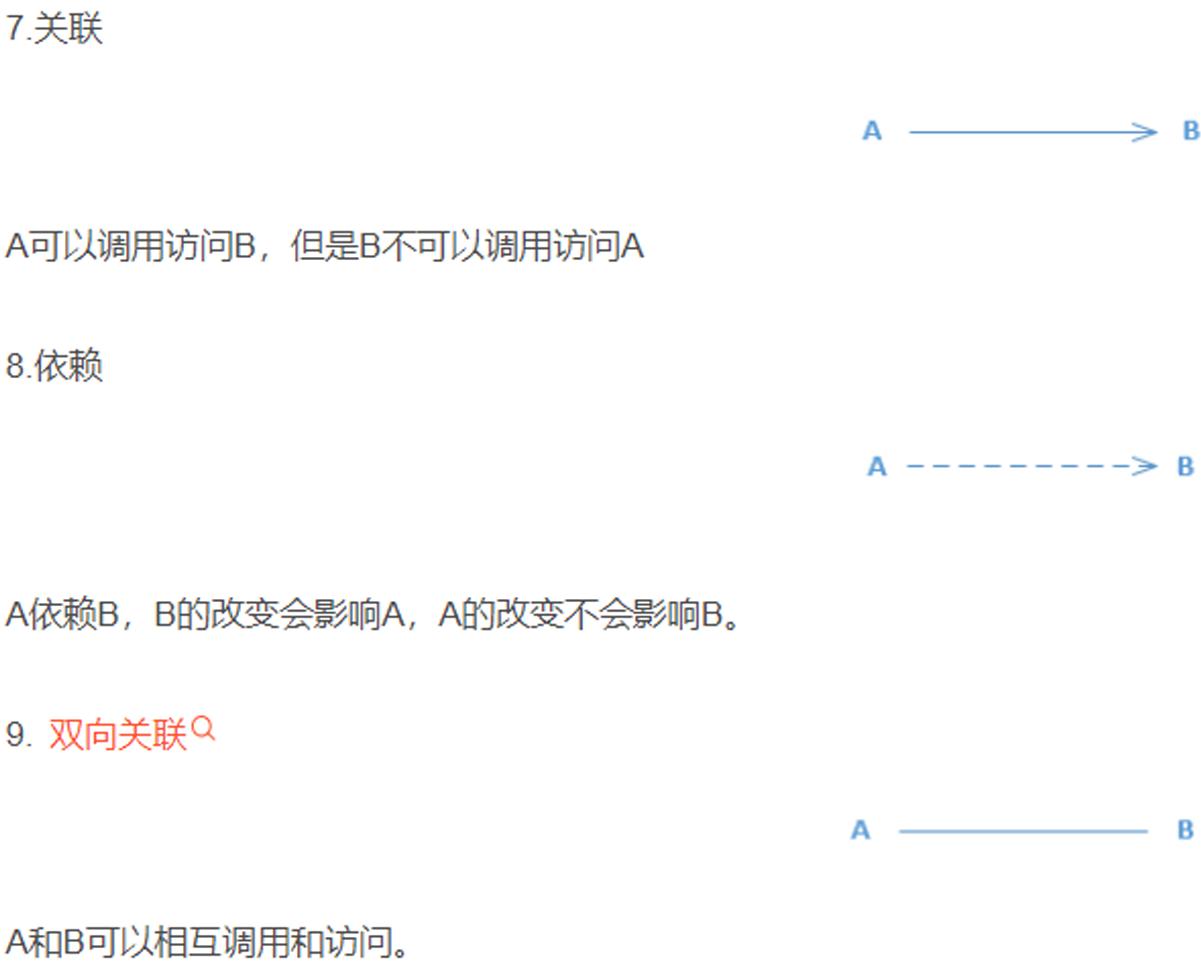 7.关联
A B
A可以调用访问B，但是B不可以调用访问A
8.依赖
A B
A依赖B，B的改变会影响A，A的改变不会影响B。
9. 双向关联
A B
A和B可以相互调用和访问。